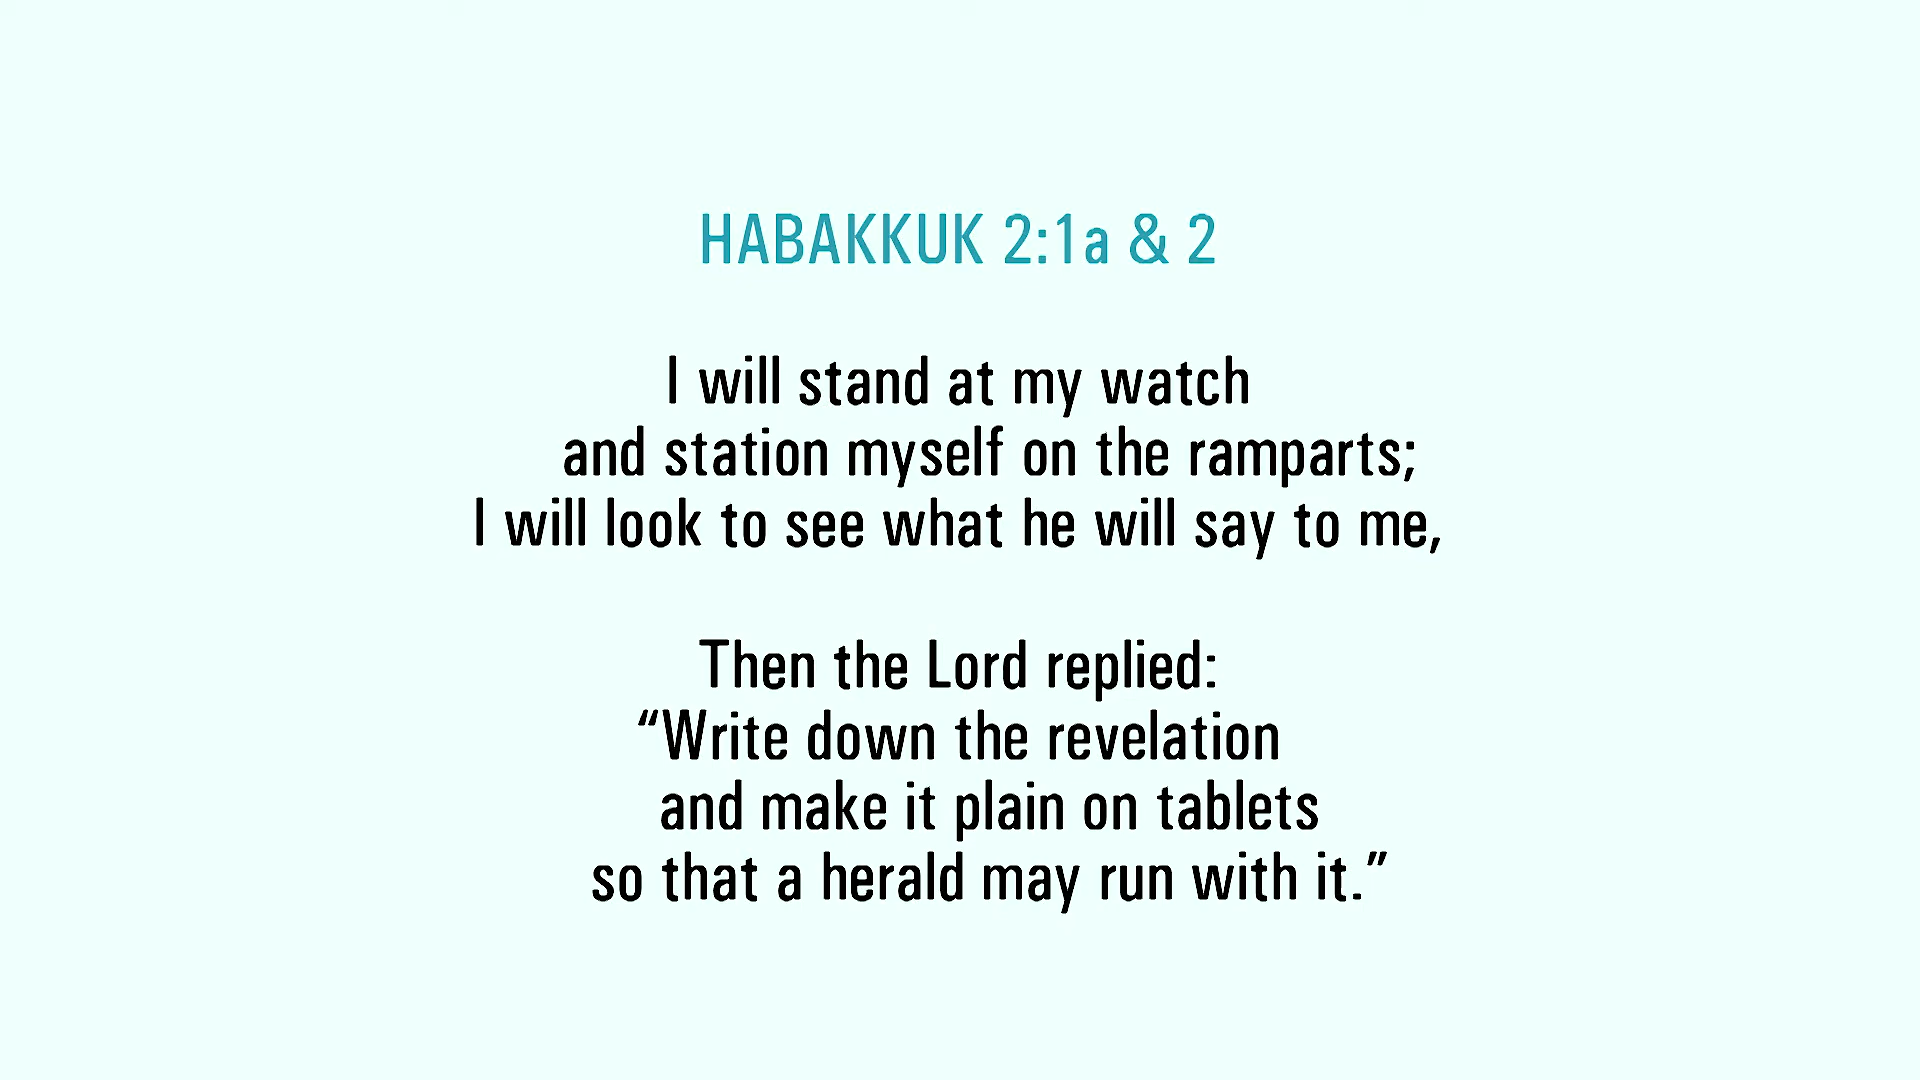 HABAKKUK 2:1a & 2
I will stand at my watch
and station myself on the ramparts;
I will look to see what he will say to me,
Then the Lord replied:
“Write down the revelation
and make it plain on tablets
so that a herald may run with it.”